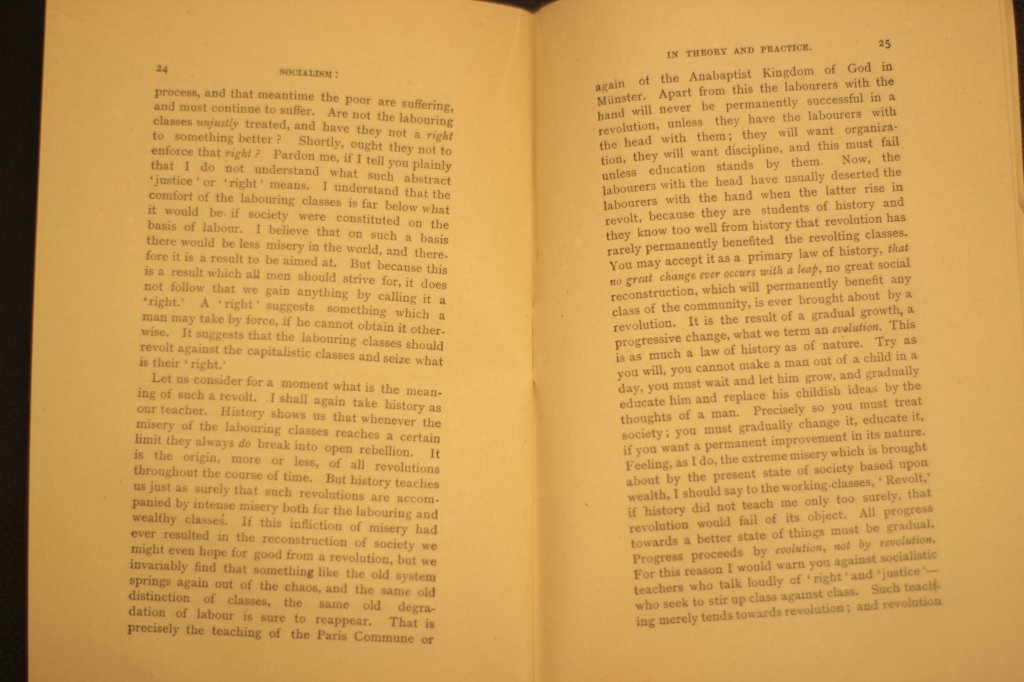 24
SOCIALISM:
process, and that meantime the poor are suffering,
and must continue to suffer. Are not the labouring
classes unjustly treated, and have they not a right
to something better? Shortly, ought they not to
enforce that right? Pardon me, if I tell you plainly
that I do not understand what such abstract
'justice' or 'right' means. I understand that the
comfort of the labouring classes is far below what
it would be if society were constituted on the
basis of labour. I believe that on such a basis
there would be less misery in the world, and there-
fore it is a result to be aimed at. But because this
is a result which all men should strive for, it does
not follow that we gain anything by calling it a
'right.' A 'right' suggests something which a
man may take by force, if he cannot obtain it other-
wise. It suggests that the labouring classes should
revolt against the capitalistic classes and seize what
is their 'right.'
Let us consider for a moment what is the mean-
ing of such a revolt. I shall again take history as
our teacher. History shows us that whenever the
misery of the labouring classes reaches a certain
limit they always do break into open rebellion. It
is the origin, more or less, of all revolutions
throughout the course of time. But history teaches
us just as surely that such revolutions are accom-
panied by intense misery both for the labouring and
wealthy classes. If this infliction of misery had
ever resulted in the reconstruction of society we
might even hope for good from a revolution, but we
invariably find that something like the old system
springs again out of the chaos, and the same old
distinction of classes, the same old degra-
dation of labour is sure to reappear. That is
precisely the teaching of the Paris Commune or
IN THEORY AND PRACTICE.
25
again of the Anabaptist Kingdom of God in
Münster. Apart from this the labourers with the
hand will never be permanently successful in a
revolution, unless they have the labourers with
the head with them; they will want organiza-
tion, they will want discipline, and this must fail
unless education stands by them. Now, the
labourers with the head have usually deserted the
labourers with the hand when the latter rise in
revolt, because they are students of history and
they know too well from history that revolution has
rarely permanently benefited the revolting classes.
You may accept it as a primary law of history, that
no great change ever occurs with a leap, no great social
reconstruction, which will permanently benefit any
class of the community, is ever brought about by a
revolution. It is the result of a gradual growth, a
progressive change, what we term an evolution. This
is as much a law of history as of nature. Try as
you will, you cannot make a man out of a child in a
day, you must wait and let him grow, and gradually
educate him and replace his childish ideas by the
thoughts of a man. Precisely so you must treat
society; you must gradually change it, educate it,
if you want a permanent improvement in its nature.
Feeling, as I do, the extreme misery which is brought
about by the present state of society based upon
wealth, I should say to the working-classes, 'Revolt,'
if history did not teach me only too surely, that
revolution would fail of its object. All progress
towards a better state of things must be gradual.
Progress proceeds by evolution, not by revolution.
For this reason I would warn you against socialistic
teachers who talk loudly of 'right' and 'justice'—
who seek to stir up class against class. Such teach-
ing merely tends towards revolution; and revolution